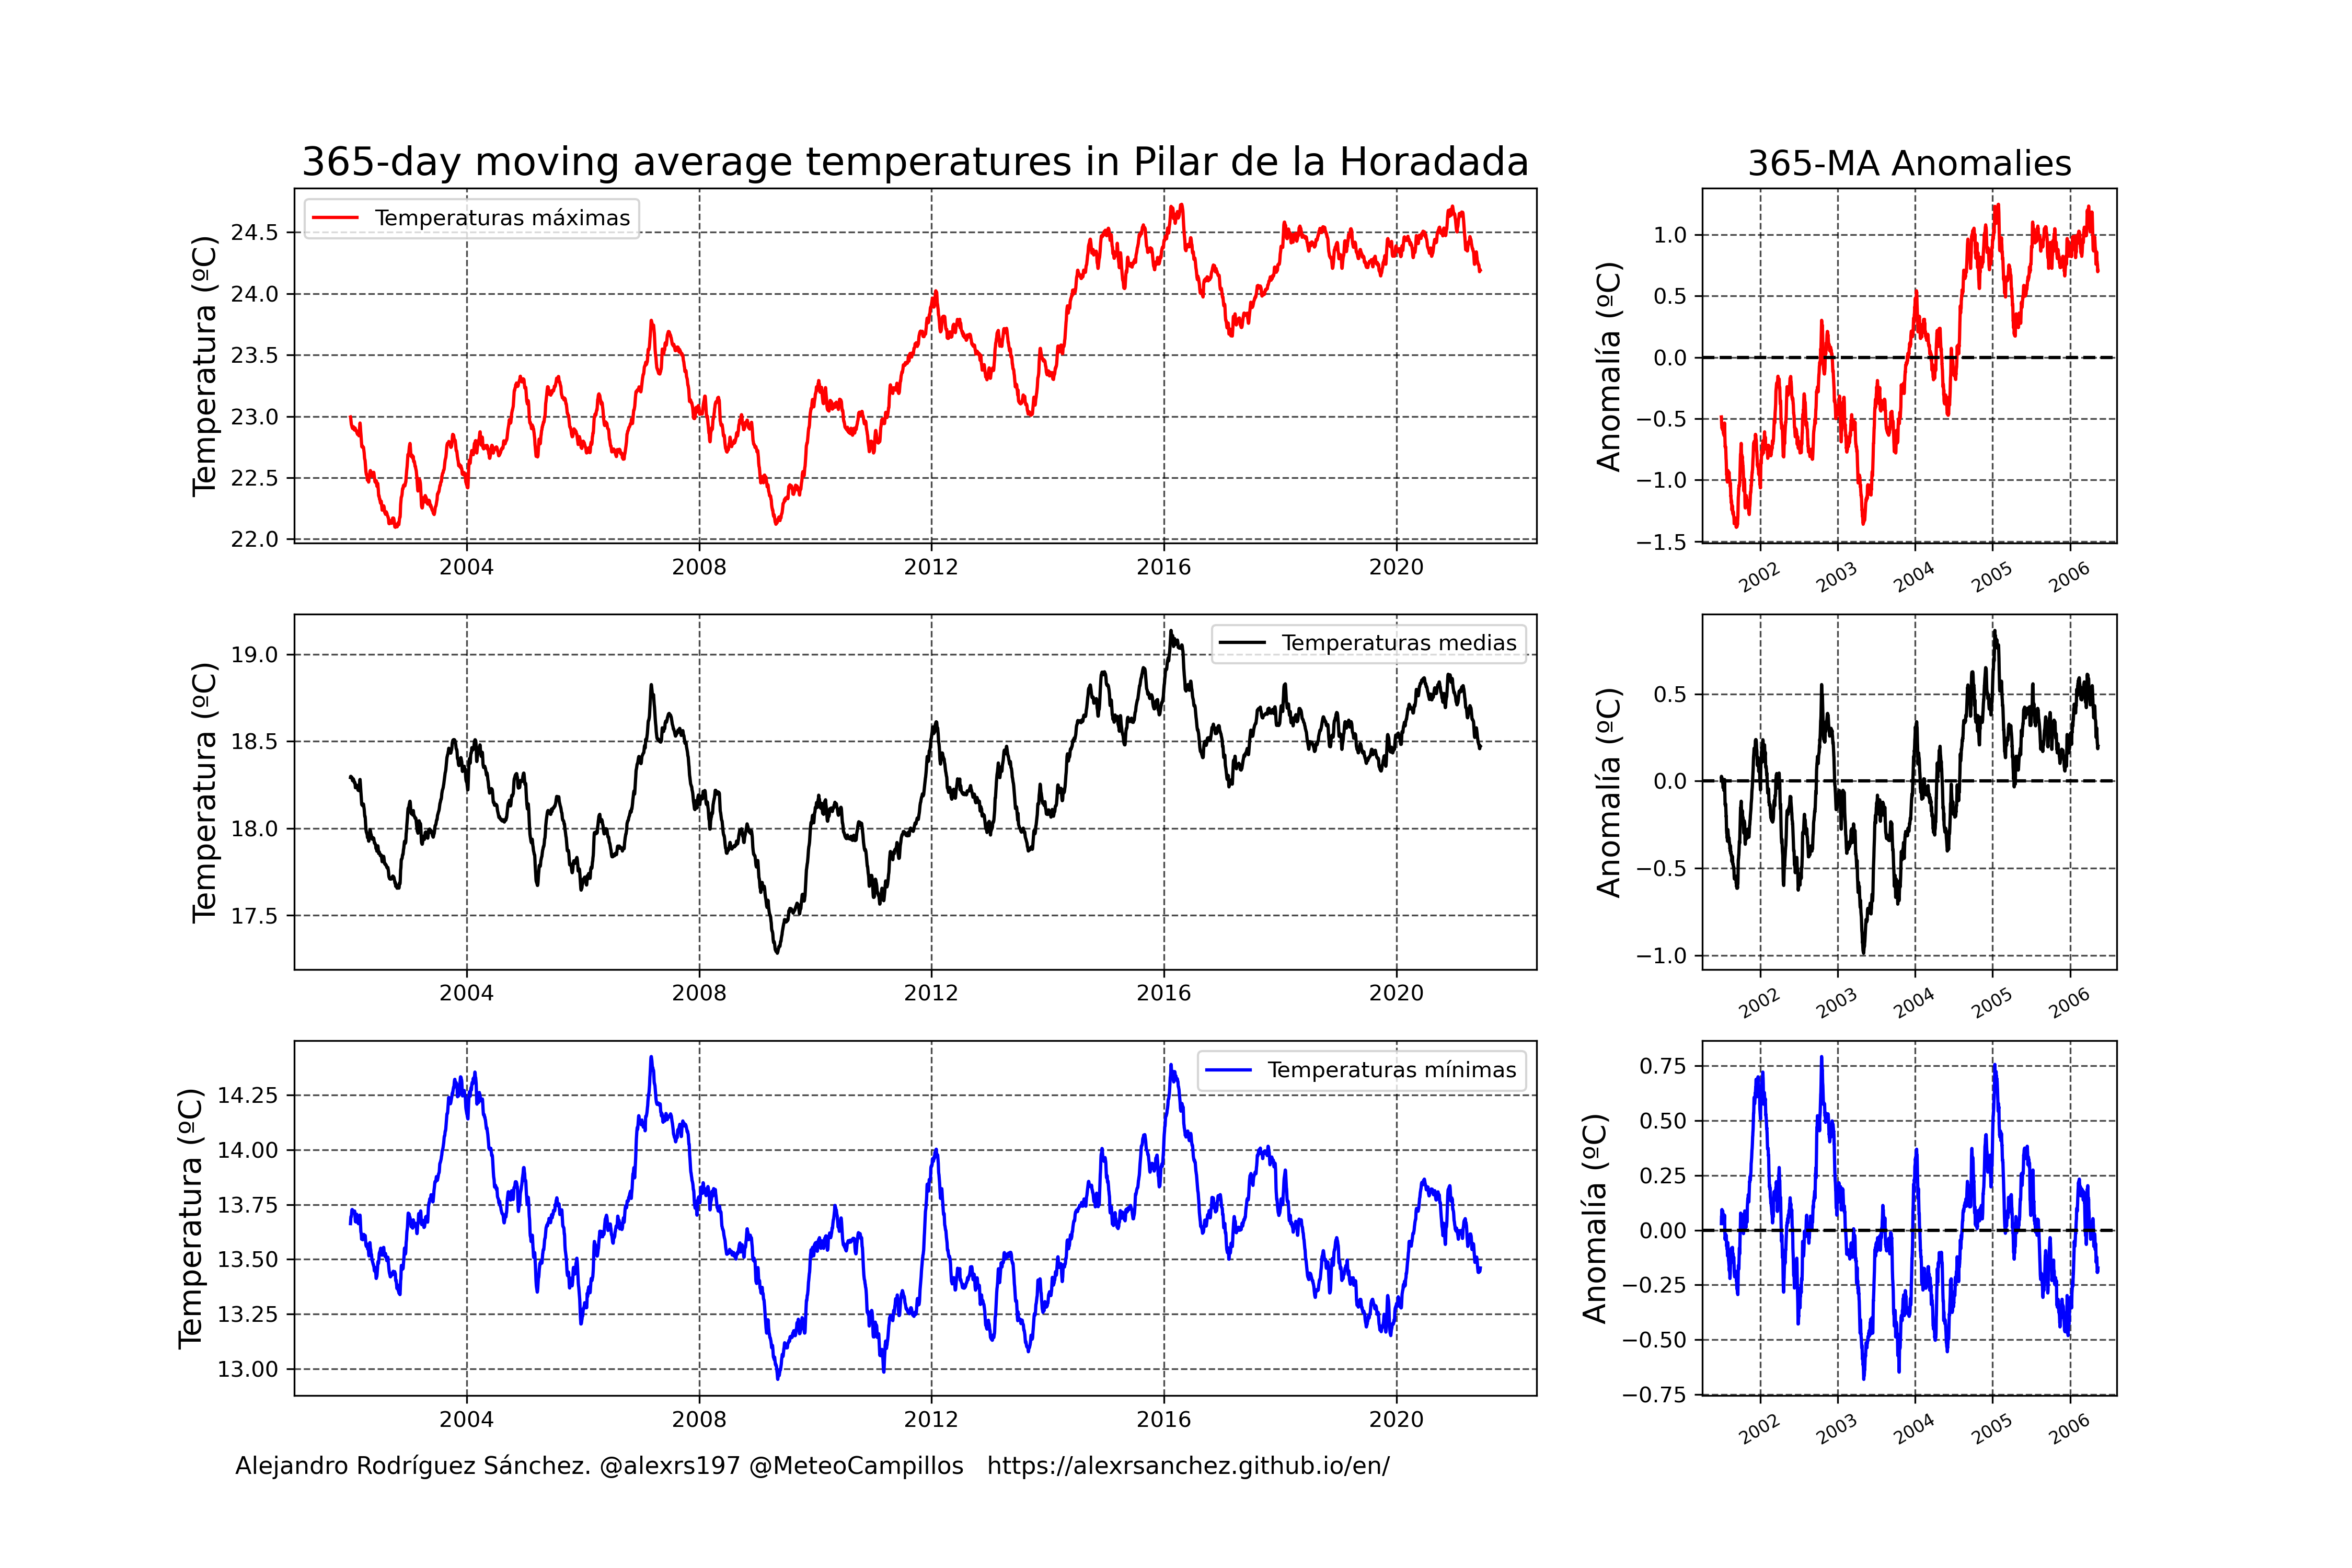 365-day moving average temperatures in Pilar de la Horadada
Temperatura (ºC)
24.5
24.0
23.5
23.0
22.5
22.0
Temperaturas máximas
2004 2008 2012 2016 2020
365-MA Anomalies
Anomalía (ºC)
1.0
0.5
0.0
−0.5
−1.0
−1.5
2002 2003 2004 2005 2006
Temperatura (ºC)
19.0
18.5
18.0
17.5
Temperaturas medias
2004 2008 2012 2016 2020
Anomalía (ºC)
0.5
0.0
−0.5
−1.0
2002 2003 2004 2005 2006
Temperatura (ºC)
14.25
14.00
13.75
13.50
13.25
13.00
Temperaturas mínimas
2004 2008 2012 2016 2020
Anomalía (ºC)
0.75
0.50
0.25
0.00
−0.25
−0.50
−0.75
2002 2003 2004 2005 2006
Alejandro Rodríguez Sánchez. @alexrs197 @MeteoCampillos https://alexrsanchez.github.io/en/